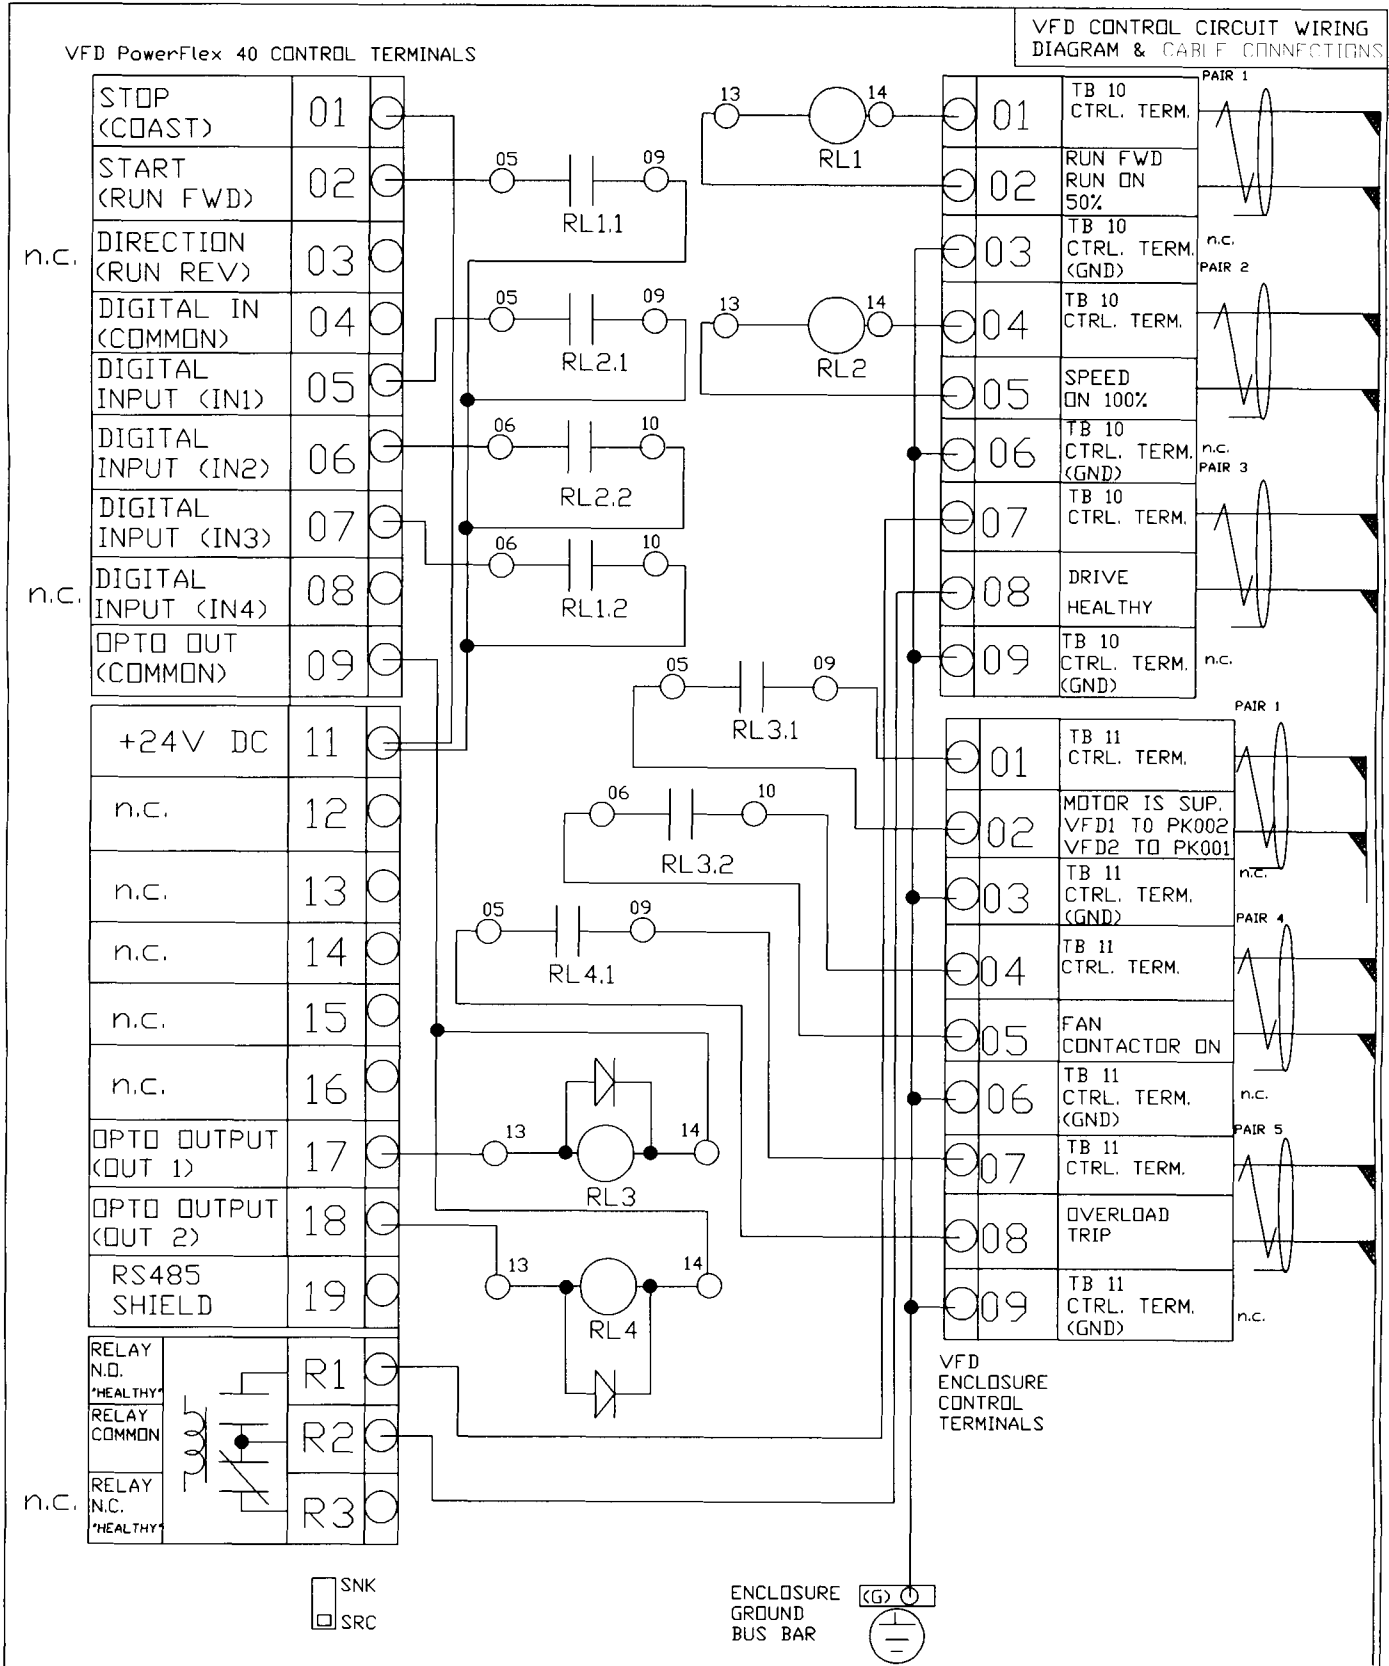 VFD CONTROL CIRCUIT WIRING
DIAGRAM & CABLE CONNECTIONS
VFD PowerFlex 40 CONTROL TERMINALS
STOP
(COAST)
01
START
(RUN FWD)
02
n.c.
DIRECTION
(RUN REV)
03
DIGITAL IN
(COMMON)
04
DIGITAL
INPUT (IN1)
05
DIGITAL
INPUT (IN2)
06
DIGITAL
INPUT (IN3)
07
n.c.
DIGITAL
INPUT (IN4)
08
OPTO OUT
(COMMON)
09
+24V DC
11
n.c.
12
n.c.
13
n.c.
14
n.c.
15
n.c.
16
OPTO OUTPUT
(OUT 1)
17
OPTO OUTPUT
(OUT 2)
18
RS485
SHIELD
19
RELAY
N.O.
"HEALTHY"
R1
RELAY
COMMON
R2
n.c.
RELAY
N.C.
"HEALTHY"
R3
SNK
SRC
05
09
RL1.1
05
09
RL2.1
06
10
RL2.2
06
10
RL1.2
13
14
RL1
13
14
RL2
05
09
RL3.1
06
10
RL3.2
05
09
RL4.1
13
14
RL3
13
14
RL4
01
TB 10
CTRL. TERM.
PAIR 1
02
RUN FWD
RUN ON
50%
03
TB 10
CTRL. TERM.
(GND)
n.c.
PAIR 2
04
TB 10
CTRL. TERM.
05
SPEED
ON 100%
06
TB 10
CTRL. TERM.
(GND)
n.c.
PAIR 3
07
TB 10
CTRL. TERM.
08
DRIVE
HEALTHY
09
TB 10
CTRL. TERM.
(GND)
n.c.
PAIR 1
01
TB 11
CTRL. TERM.
02
MOTOR IS SUP.
VFD1 TO PK002
VFD2 TO PK001
n.c.
03
TB 11
CTRL. TERM.
(GND)
PAIR 4
04
TB 11
CTRL. TERM.
05
FAN
CONTACTOR ON
06
TB 11
CTRL. TERM.
(GND)
n.c.
PAIR 5
07
TB 11
CTRL. TERM.
08
OVERLOAD
TRIP
09
TB 11
CTRL. TERM.
(GND)
n.c.
VFD
ENCLOSURE
CONTROL
TERMINALS
ENCLOSURE
GROUND
BUS BAR
(G)